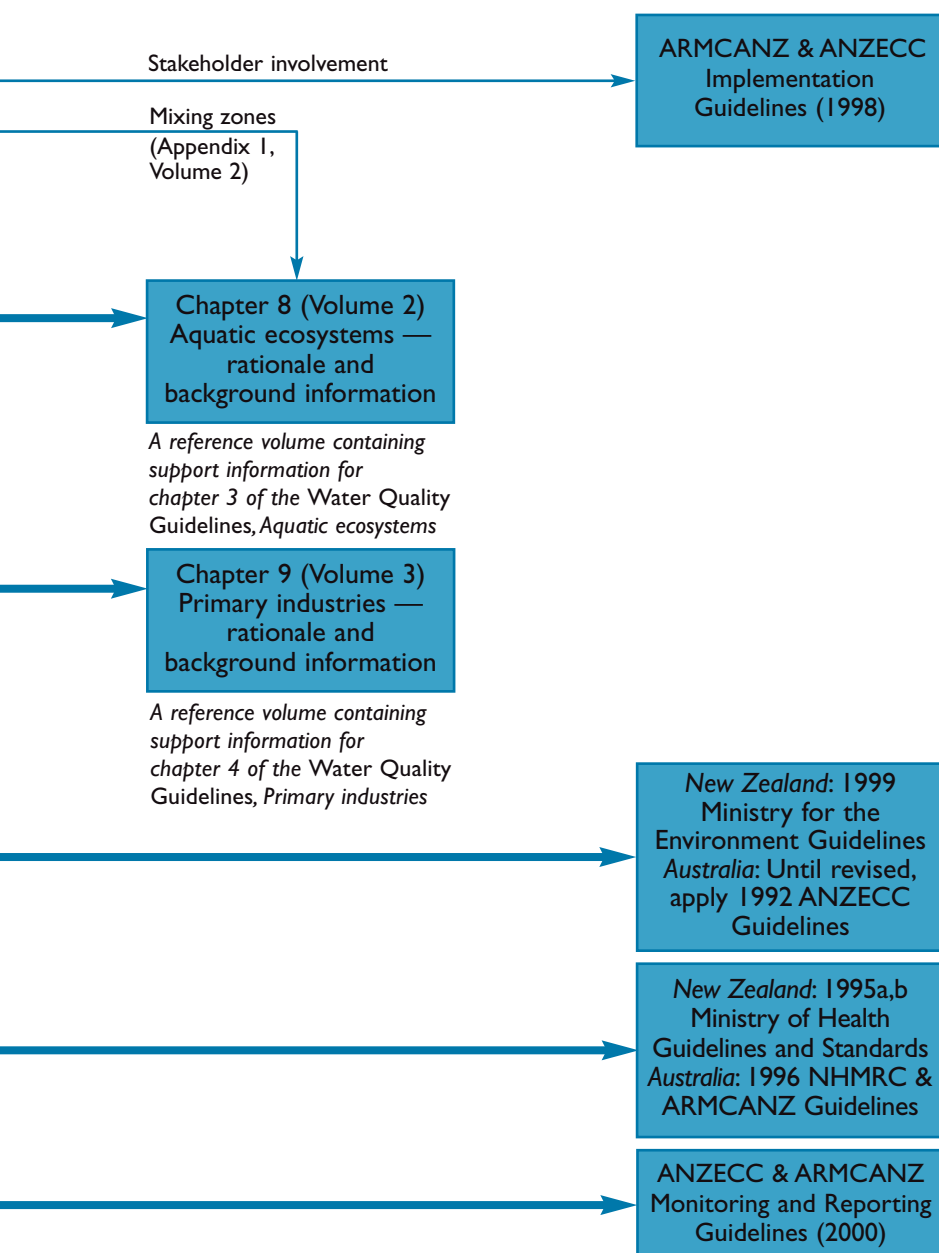 Stakeholder involvement
ARMCANZ & ANZECC
Implementation
Guidelines (1998)
Mixing zones
(Appendix 1,
Volume 2)
Chapter 8 (Volume 2)
Aquatic ecosystems —
rationale and
background information
A reference volume containing
support information for
chapter 3 of the Water Quality
Guidelines, Aquatic ecosystems
Chapter 9 (Volume 3)
Primary industries —
rationale and
background information
A reference volume containing
support information for
chapter 4 of the Water Quality
Guidelines, Primary industries
New Zealand: 1999
Ministry for the
Environment Guidelines
Australia: Until revised,
apply 1992 ANZECC
Guidelines
New Zealand: 1995a,b
Ministry of Health
Guidelines and Standards
Australia: 1996 NHMRC &
ARMCANZ Guidelines
ANZECC & ARMCANZ
Monitoring and Reporting
Guidelines (2000)